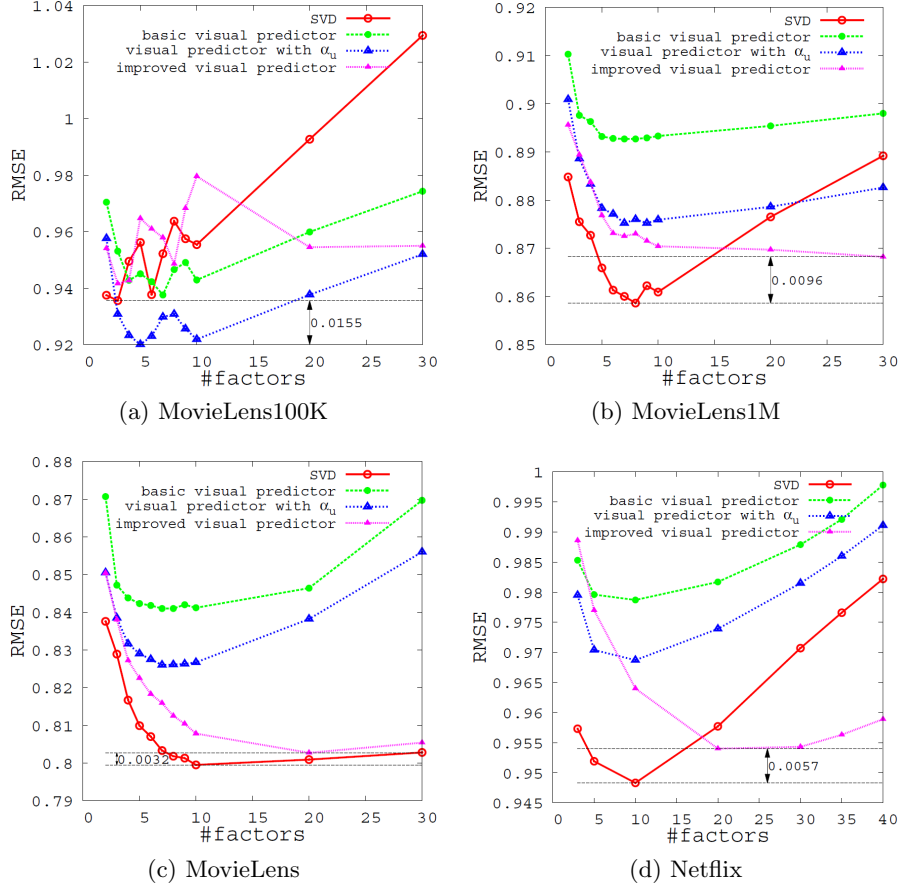 1.04
1.02
1
0.98
0.96
0.94
0.92
RMSE
SVD
basic visual predictor
visual predictor with αu
improved visual predictor
0.0155
0 5 10 15 20 25 30
#factors
(a) MovieLens100K
0.92
0.91
0.9
0.89
0.88
0.87
0.86
0.85
RMSE
SVD
basic visual predictor
visual predictor with αu
improved visual predictor
0.0096
0 5 10 15 20 25 30
#factors
(b) MovieLens1M
0.88
0.87
0.86
0.85
0.84
0.83
0.82
0.81
0.8
0.79
RMSE
SVD
basic visual predictor
visual predictor with αu
improved visual predictor
0.0032
0 5 10 15 20 25 30
#factors
(c) MovieLens
1
0.995
0.99
0.985
0.98
0.975
0.97
0.965
0.96
0.955
0.95
0.945
RMSE
SVD
basic visual predictor
visual predictor with αu
improved visual predictor
0.0057
0 5 10 15 20 25 30 35 40
#factors
(d) Netflix